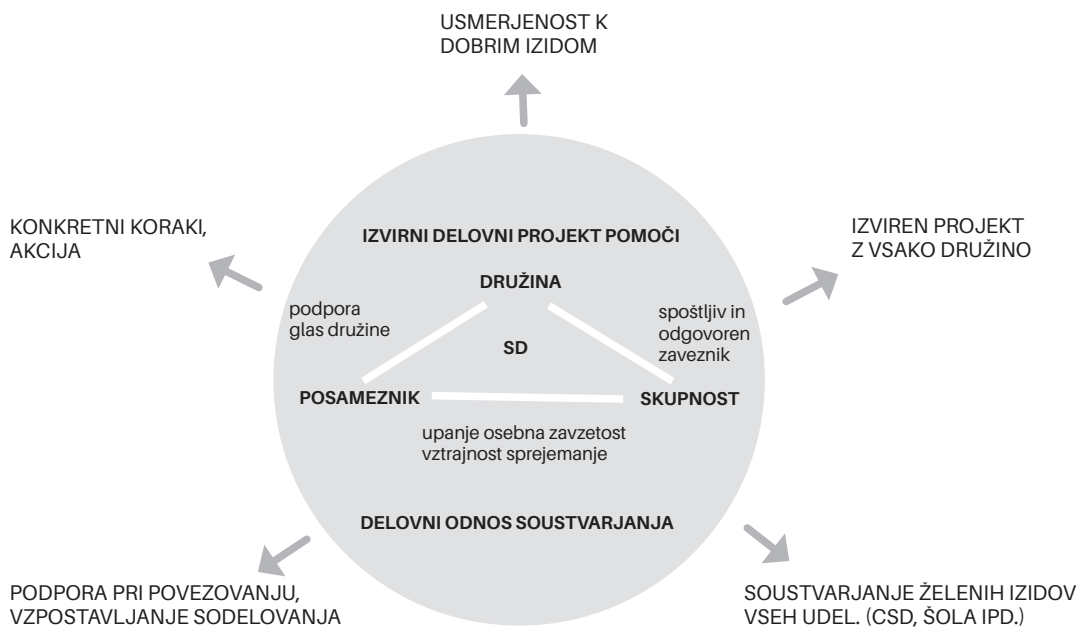 USMERJENOST K
DOBRIM IZIDOM
KONKRETNI KORAKI,
AKCIJA
IZVIREN PROJEKT
Z VSAKO DRUŽINO
IZVIRNI DELOVNI PROJEKT POMOČI
DRUŽINA
podpora
glas družine
spoštljiv in
odgovoren
zaveznik
SD
POSAMEZNIK
SKUPNOST
upanje osebna zavzetost
vztrajnost sprejemanje
DELOVNI ODNOS SOUSTVARJANJA
PODPORA PRI POVEZOVANJU,
VZPOSTAVLJANJE SODELOVANJA
SOUSTVARJANJE ŽELENIH IZIDOV
VSEH UDEL. (CSD, ŠOLA IPD.)